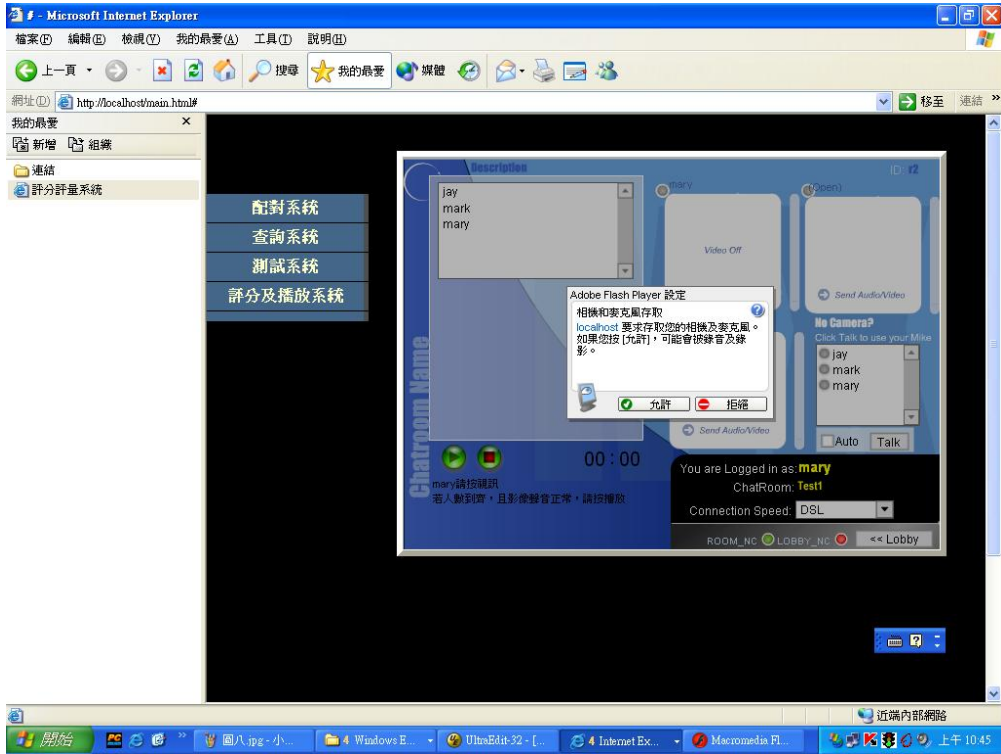 # - Microsoft Internet Explorer
檔案(F) 編輯(E) 檢視(V) 我的最愛(A) 工具(T) 說明(H)
上一頁 搜尋 我的最愛 媒體
網址(D) http://localhost/main.html# 移至 連結 »
我的最愛 ×
新增 組織
連結
評分評量系統
配對系統
查詢系統
測試系統
評分及播放系統
Description
ID: r2
jay
mark
mary
Chatroom Name
mary
(Open)
Video Off
Send Audio/Video
Adobe Flash Player 設定
相機和麥克風存取
localhost 要求存取您的相機及麥克風。
如果您按 [允許],可能會被錄音及錄
影。
允許 拒絕
No Camera?
Click Talk to use your Mike
jay
mark
mary
Send Audio/Video
Auto Talk
00:00
mary請按視訊
若人數到齊,且影像聲音正常,請按播放
You are Logged in as: mary
ChatRoom: Test1
Connection Speed: DSL
ROOM_NC LOBBY_NC << Lobby
近端內部網路
開始 » 圖八.jpg - 小... 4 Windows E... UltraEdit-32 - [... 4 Internet Ex... Macromedia Fl... 上午 10:45